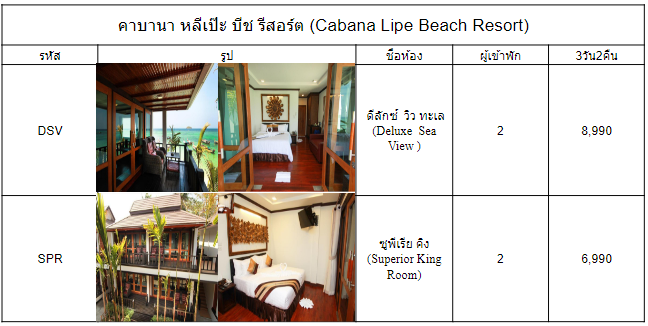 คาบานา หลีเป๊ะ บีช รีสอร์ต (Cabana Lipe Beach Resort)
รหัส รูป ชื่อห้อง ผู้เข้าพัก 3วัน2คืน
DSV
ดีลักซ์ วิว ทะเล
(Deluxe Sea
View )
2
8,990
SPR
ซูพีเรีย คิง
(Superior King
Room)
2
6,990